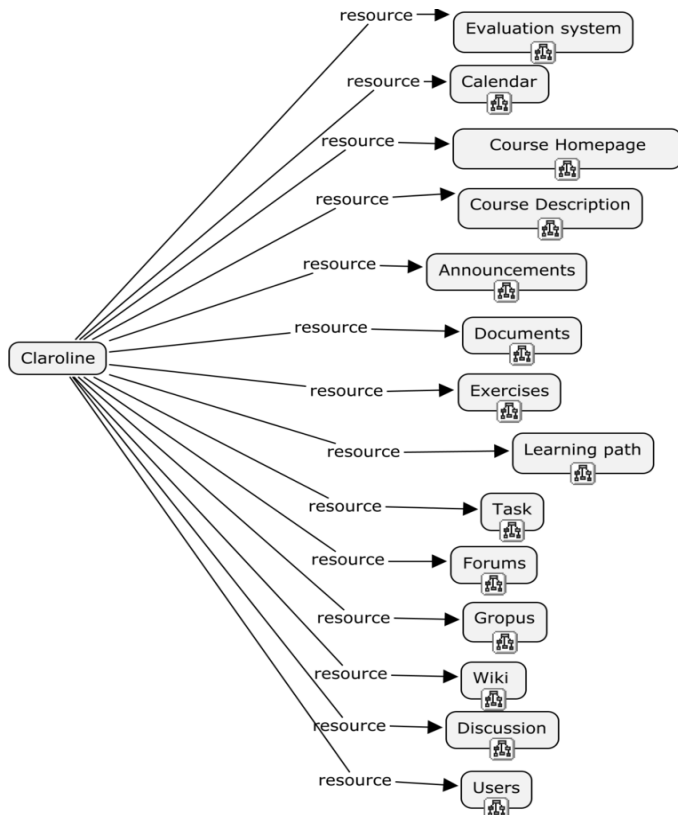 resource
Evaluation system
resource
Calendar
resource
Course Homepage
resource
Course Description
resource
Announcements
resource
Documents
Claroline
resource
Exercises
resource
Learning path
resource
Task
resource
Forums
resource
Gropus
resource
Wiki
resource
Discussion
resource
Users